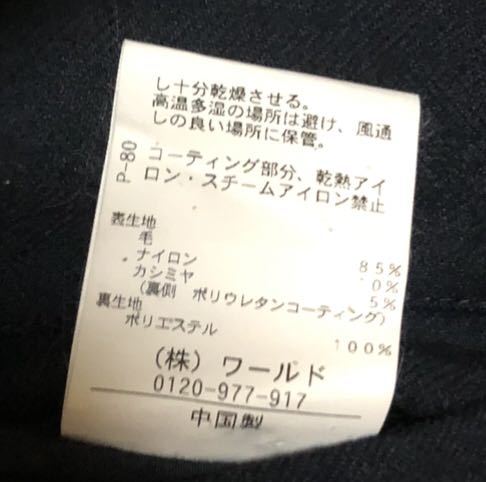 し十分乾燥させる。
高温多湿の場所は避け、風通
しの良い場所に保管。
P-80
コーティング部分、乾熱アイ
ロン・スチームアイロン禁止
表生地
毛 85%
ナイロン 10%
カシミヤ 5%
(裏側 ポリウレタンコーティング)
裏生地
ポリエステル 100%
(株) ワールド
0120-977-917
中国製